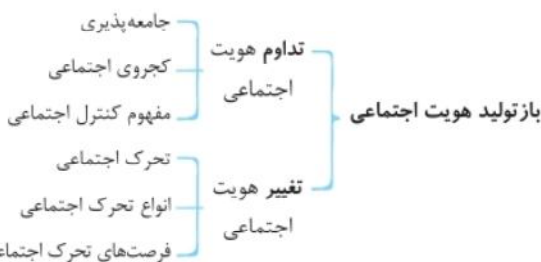 بازتولید هویت اجتماعی
تداوم هویت
اجتماعی
جامعه‌پذیری
کجروی اجتماعی
مفهوم کنترل اجتماعی
تغییر هویت
اجتماعی
تحرک اجتماعی
انواع تحرک اجتماعی
فرصت‌های تحرک